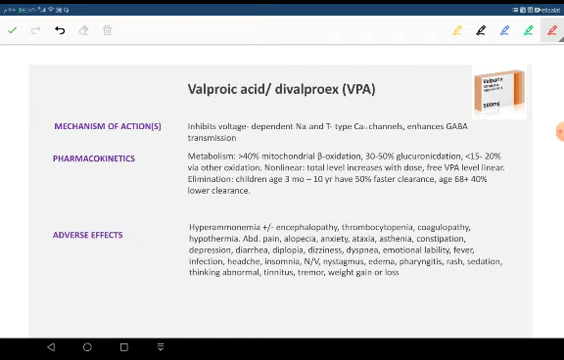 etisalat
Valproic acid/ divalproex (VPA)
Valparin
500mg
MECHANISM OF ACTION(S)
Inhibits voltage- dependent Na and T- type Ca channels, enhances GABA
transmission
PHARMACOKINETICS
Metabolism: >40% mitochondrial β-oxidation, 30-50% glucuronicdation, <15- 20%
via other oxidation. Nonlinear: total level increases with dose, free VPA level linear.
Elimination: children age 3 mo – 10 yr have 50% faster clearance, age 68+ 40%
lower clearance.
ADVERSE EFFECTS
Hyperammonemia +/- encephalopathy, thrombocytopenia, coagulopathy,
hypothermia. Abd. pain, alopecia, anxiety, ataxia, asthenia, constipation,
depression, diarrhea, diplopia, dizziness, dyspnea, emotional lability, fever,
infection, headche, insomnia, N/V, nystagmus, edema, pharyngitis, rash, sedation,
thinking abnormal, tinnitus, tremor, weight gain or loss